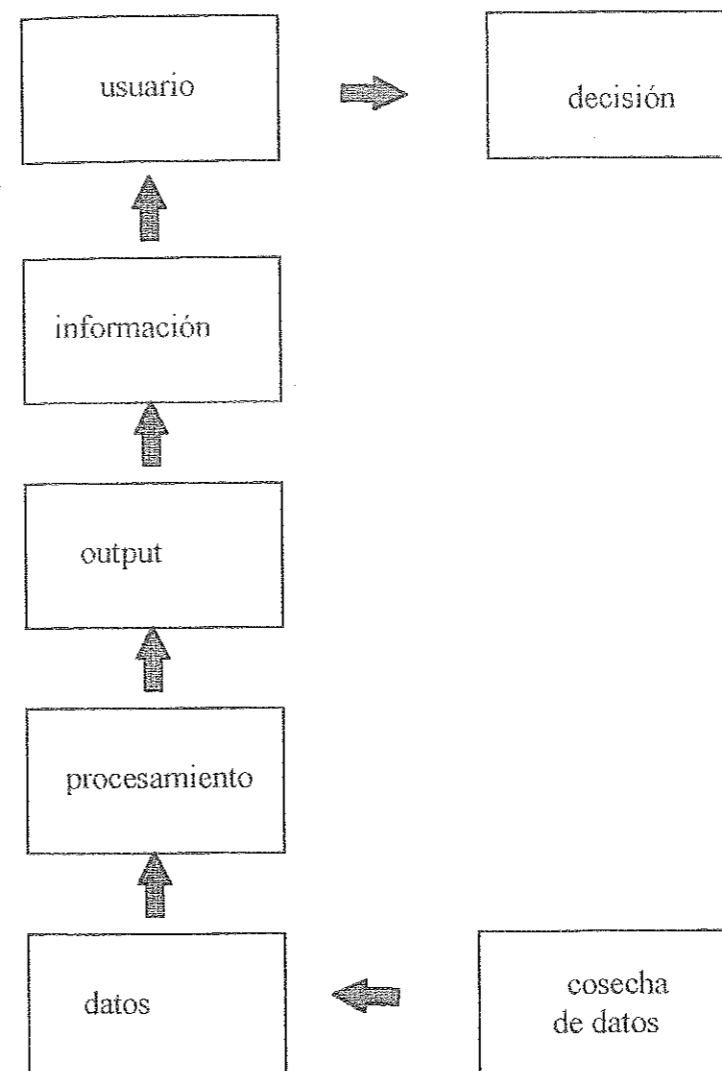 usuario
decisión
información
output
procesamiento
datos
cosecha
de datos